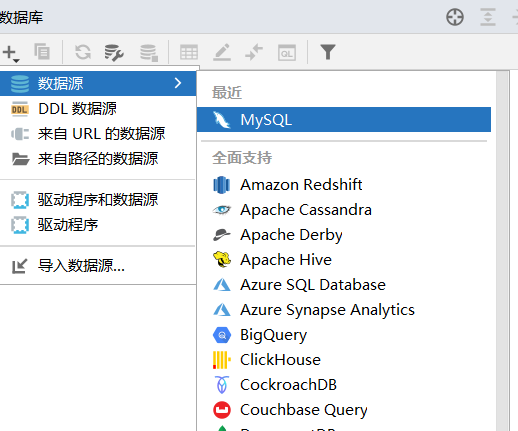 数据库
数据源
DDL 数据源
来自 URL 的数据源
来自路径的数据源
驱动程序和数据源
驱动程序
导入数据源...
最近
MySQL
全面支持
Amazon Redshift
Apache Cassandra
Apache Derby
Apache Hive
Azure SQL Database
Azure Synapse Analytics
BigQuery
ClickHouse
CockroachDB
Couchbase Query